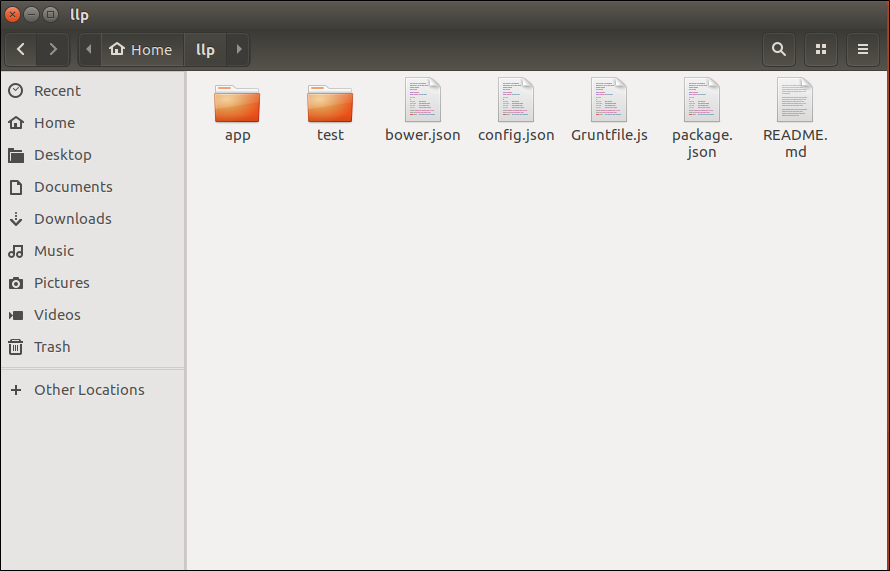 llp
Home
llp
Recent
Home
Desktop
Documents
Downloads
Music
Pictures
Videos
Trash
Other Locations
app
test
bower.json
config.json
Gruntfile.js
package.
json
README.
md